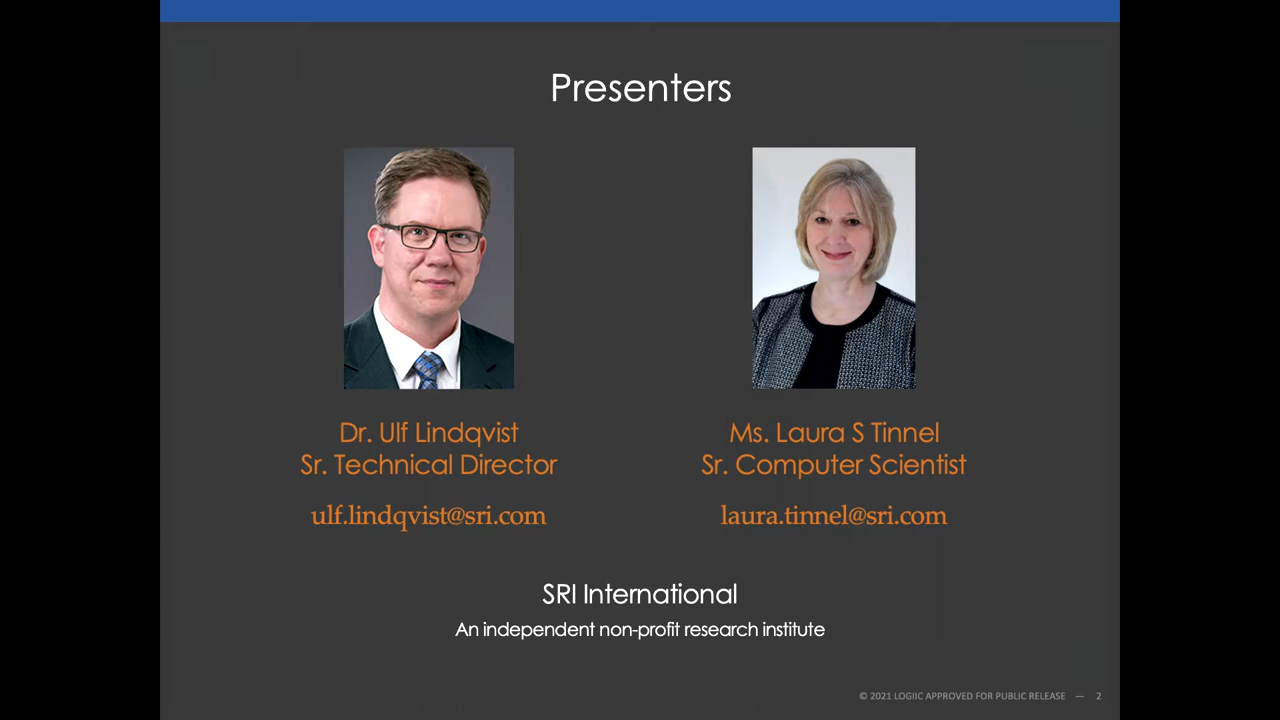 Presenters
Dr. Ulf Lindqvist
Sr. Technical Director
ulf.lindqvist@sri.com
Ms. Laura S Tinnel
Sr. Computer Scientist
laura.tinnel@sri.com
SRI International
An independent non-profit research institute
© 2021 LOGIIC APPROVED FOR PUBLIC RELEASE — 2